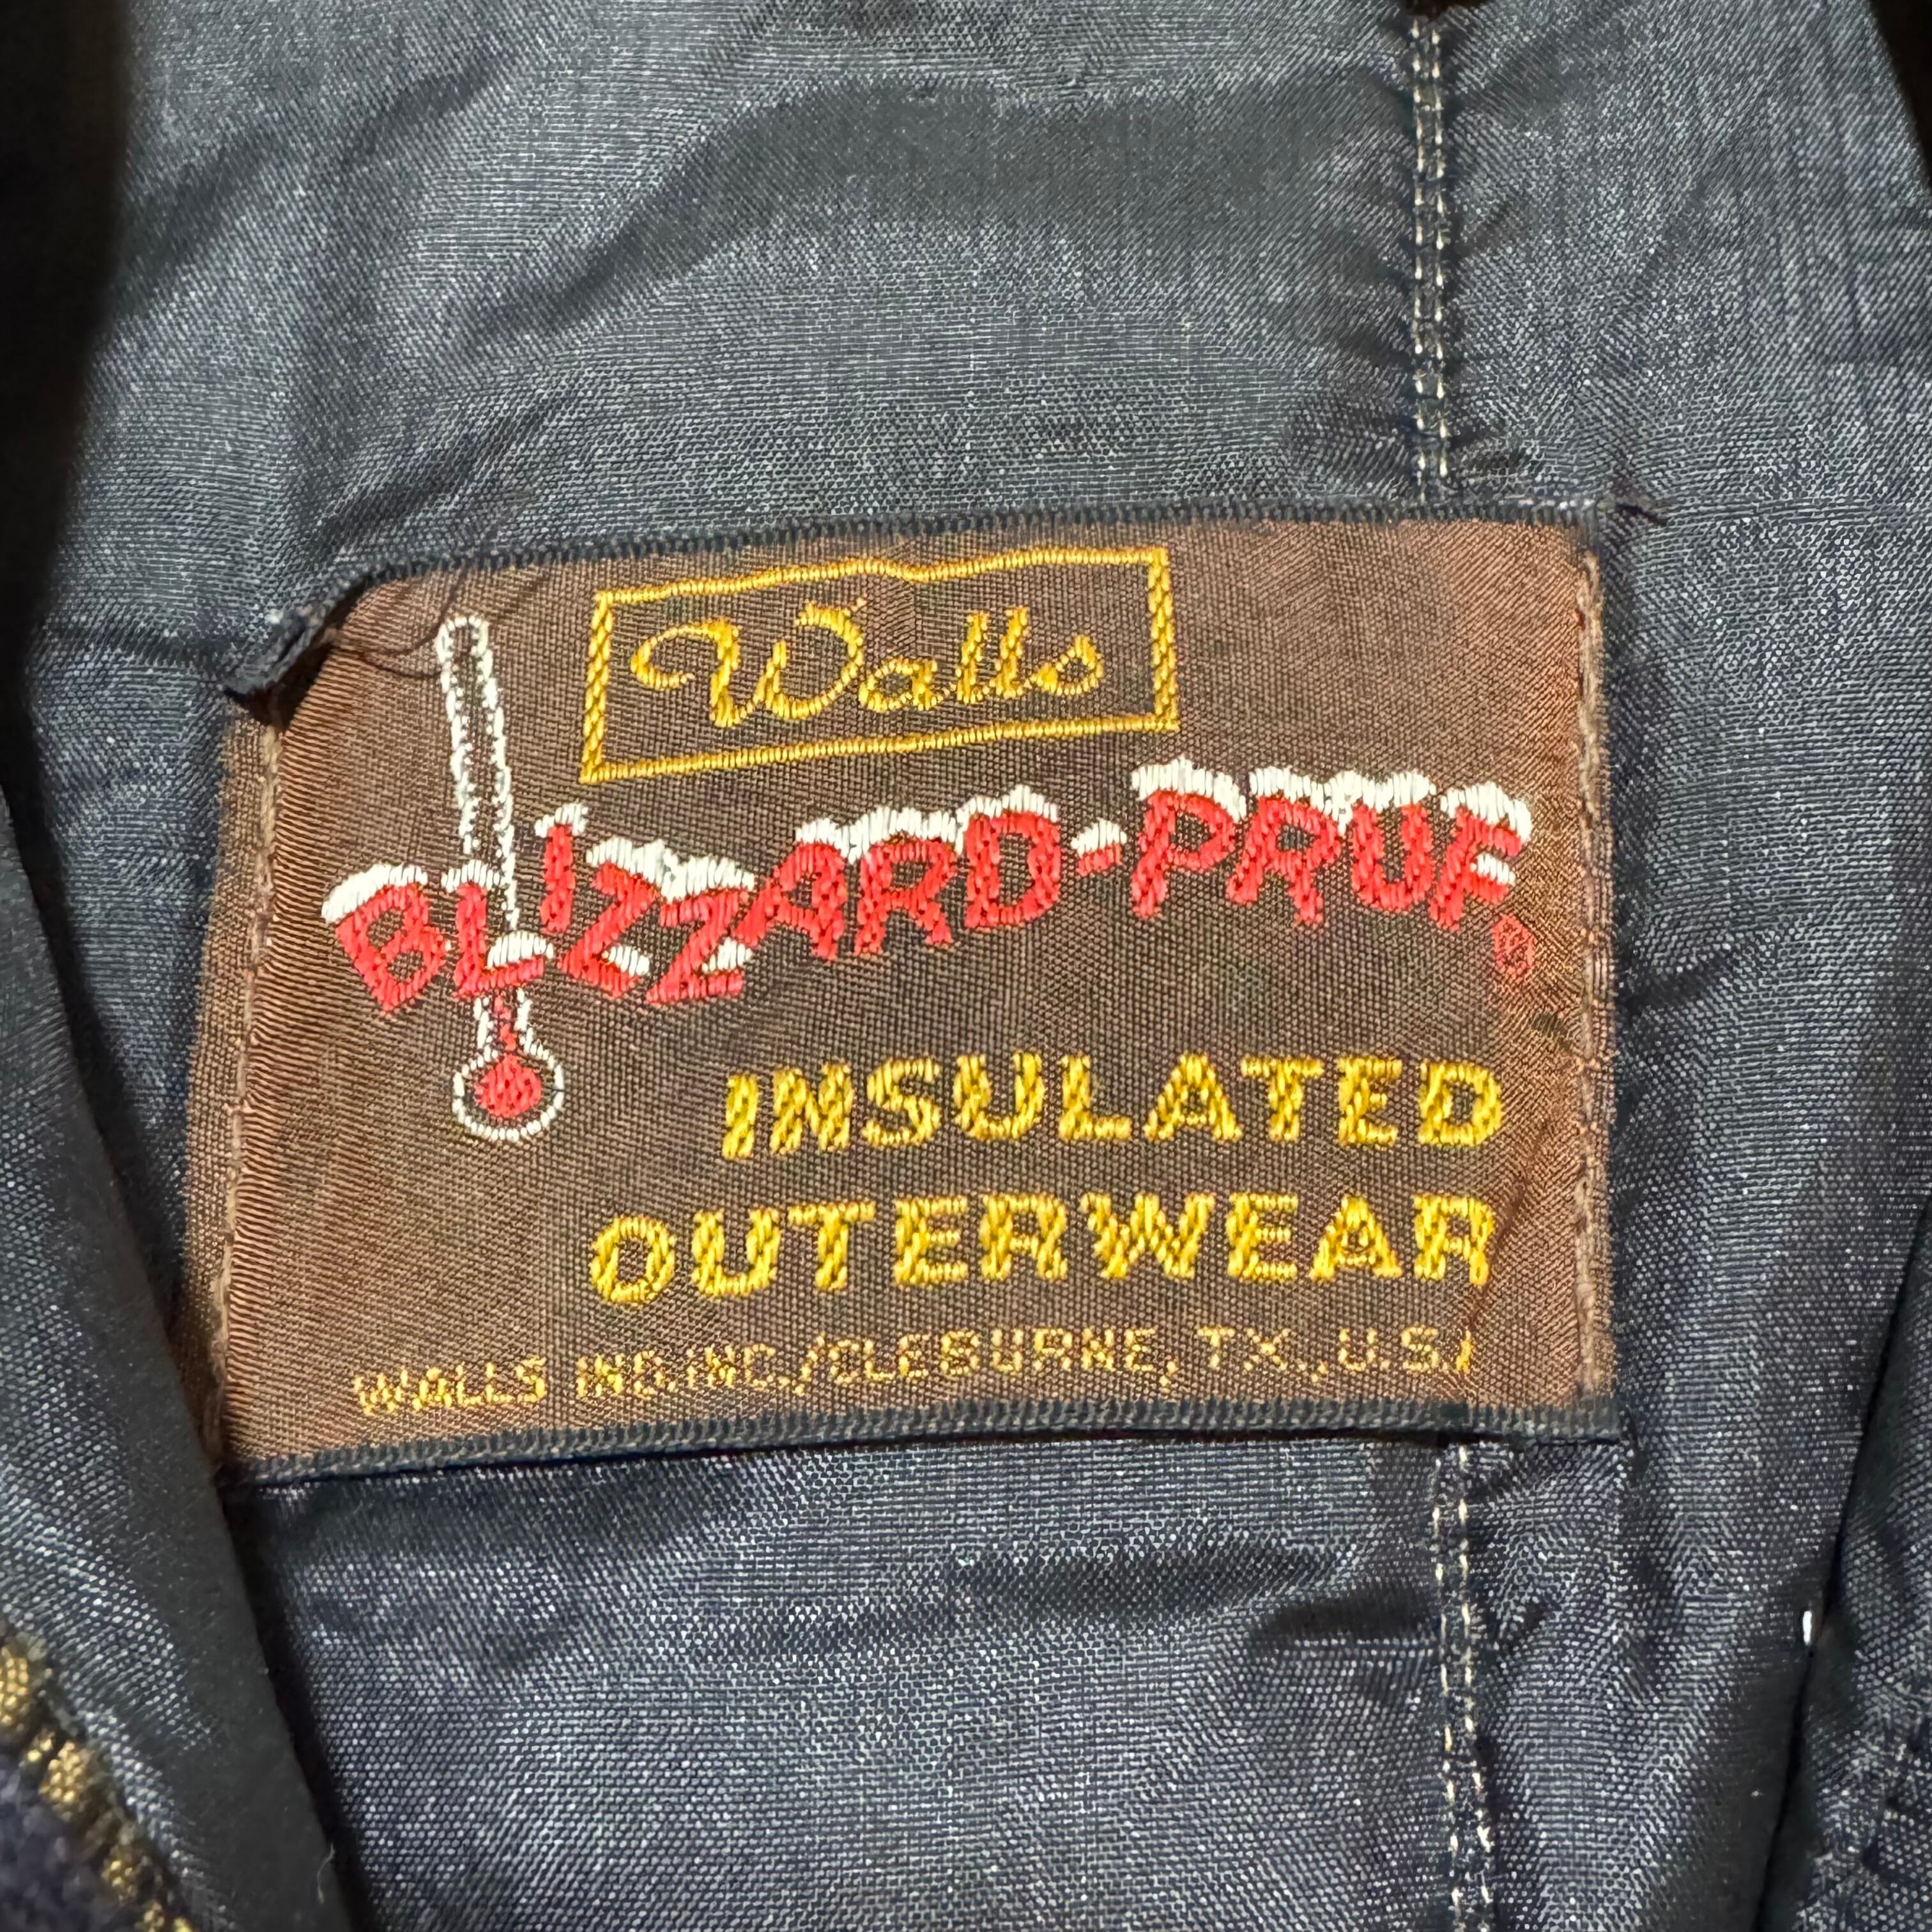 Walls
BLIZZARD-PRUF®
INSULATED
OUTERWEAR
WALLS IND.INC./CLEBURNE, TX.,U.S.